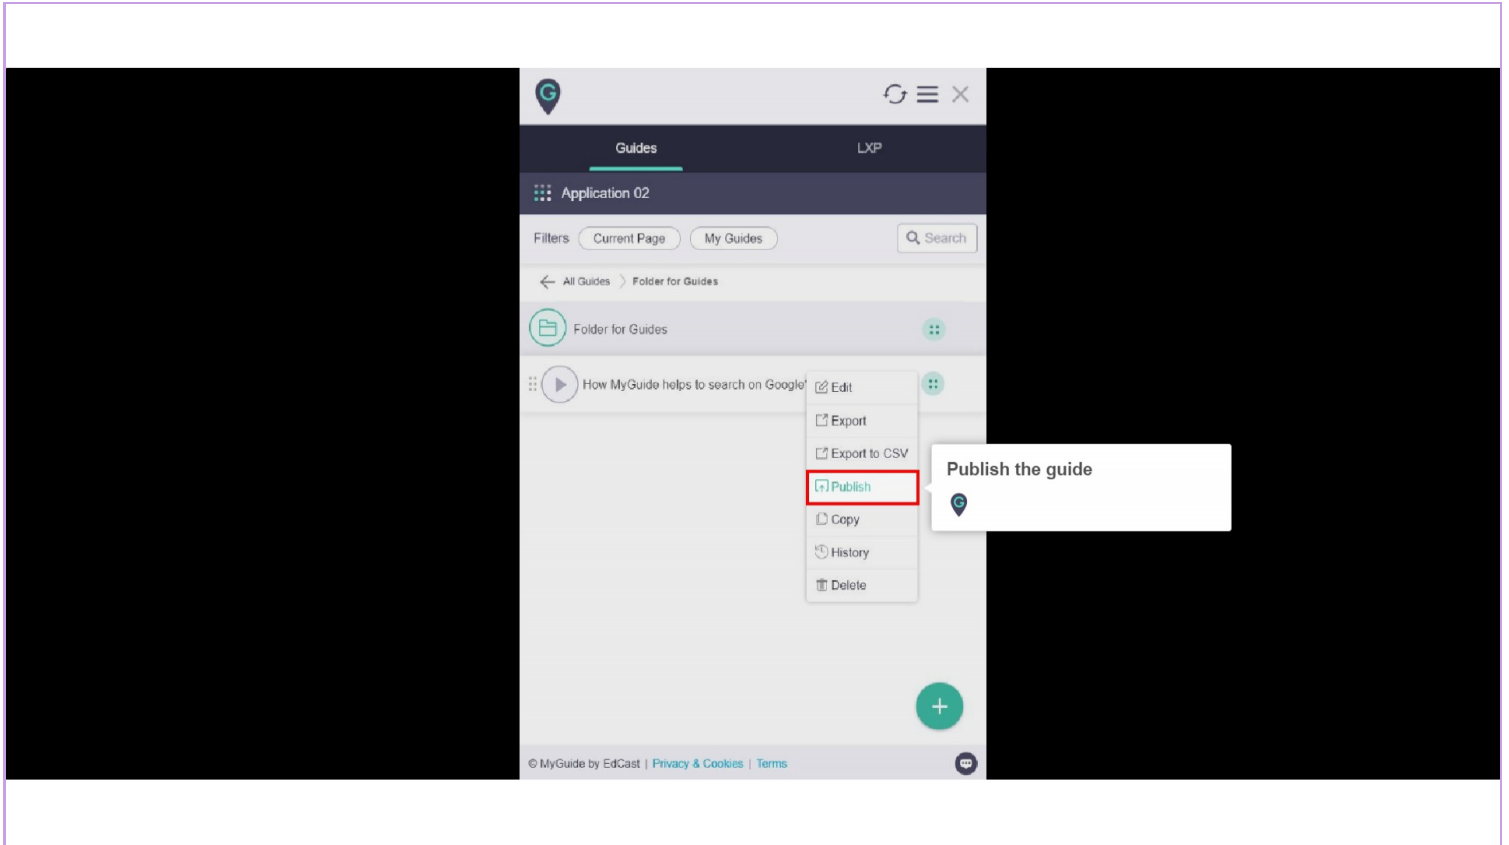 G
Guides LXP
Application 02
Filters Current Page My Guides Search
All Guides Folder for Guides
Folder for Guides
How MyGuide helps to search on Google
Edit
Export
Export to CSV
Publish
Copy
History
Delete
Publish the guide
G
+
© MyGuide by EdCast | Privacy & Cookies | Terms